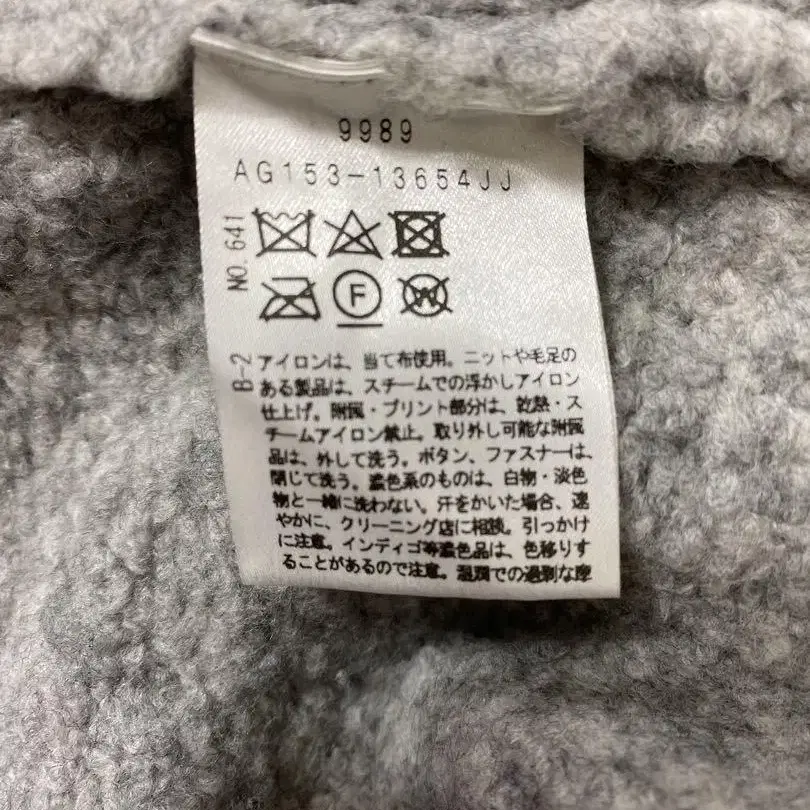 9989
AG153-13654JJ
NO.641
F
W
B-2
アイロンは、当て布使用。ニットや毛足の
ある製品は、スチームでの浮かしアイロン
仕上げ。附属・プリント部分は、乾熱・ス
チームアイロン禁止。取り外し可能な附属
品は、外して洗う。ボタン、ファスナーは、
閉じて洗う。濃色系のものは、白物・淡色
物と一緒に洗わない。汗をかいた場合、速
やかに、クリーニング店に相談。引っかけ
に注意。インディゴ等濃色品は、色移りす
ることがあるので注意。湿潤での過剰な摩